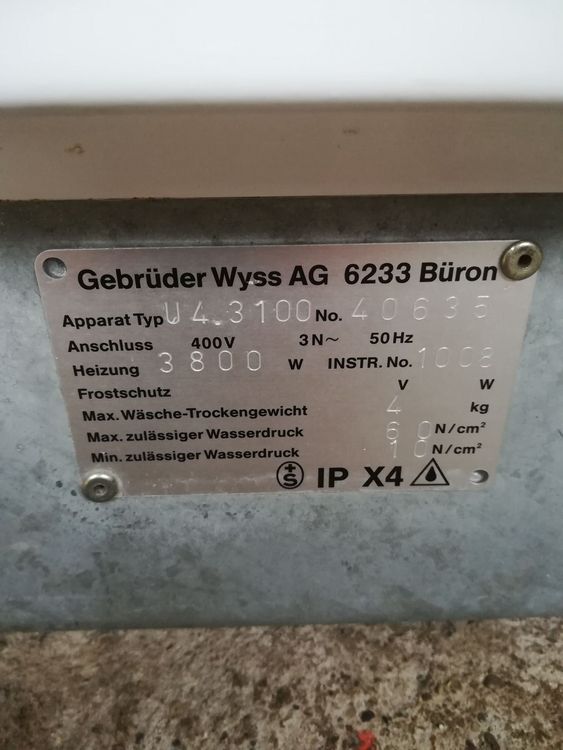 Gebrüder Wyss AG 6233 Büron
Apparat Typ U4.3100 No. 40635
Anschluss 400V 3N~ 50Hz
Heizung 3800 W INSTR. No. 1008
Frostschutz V W
Max. Wäsche-Trockengewicht 4 kg
Max. zulässiger Wasserdruck 60 N/cm²
Min. zulässiger Wasserdruck 10 N/cm²
+S IP X4